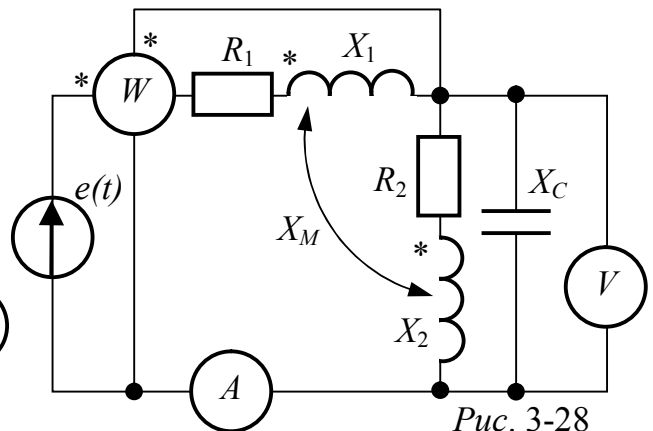 * * W R1 * X1
e(t) XM R2 XC
* X2 V
A
Рис. 3-28